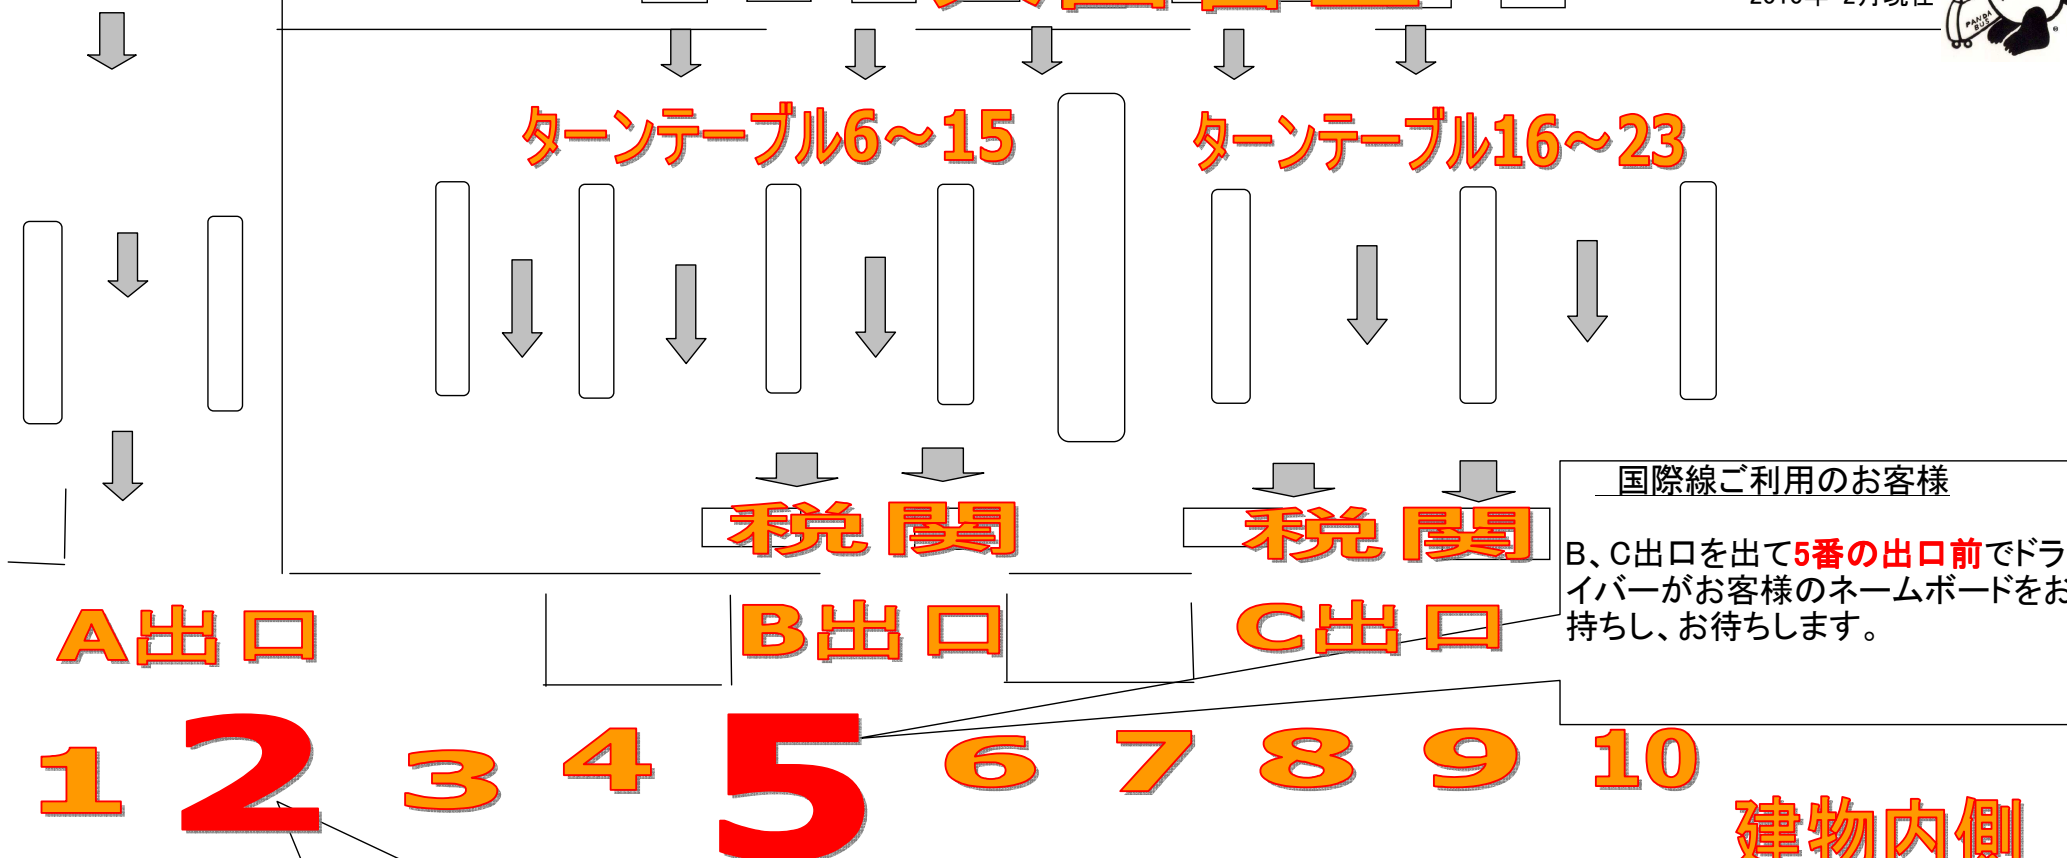 PANDA
BUS
ターンテーブル6～15
ターンテーブル16～23
税関
税関
国際線ご利用のお客様
B、C出口を出て5番の出口前でドラ
イバーがお客様のネームボードをお
持ちし、お待ちします。
A出口
B出口
C出口
1 2 3 4 5 6 7 8 9 10
建物内側